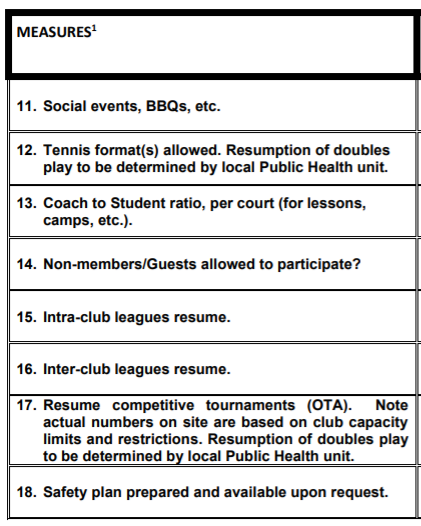 MEASURES¹
11. Social events, BBQs, etc.
12. Tennis format(s) allowed. Resumption of doubles
play to be determined by local Public Health unit.
13. Coach to Student ratio, per court (for lessons,
camps, etc.).
14. Non-members/Guests allowed to participate?
15. Intra-club leagues resume.
16. Inter-club leagues resume.
17. Resume competitive tournaments (OTA). Note
actual numbers on site are based on club capacity
limits and restrictions. Resumption of doubles play
to be determined by local Public Health unit.
18. Safety plan prepared and available upon request.